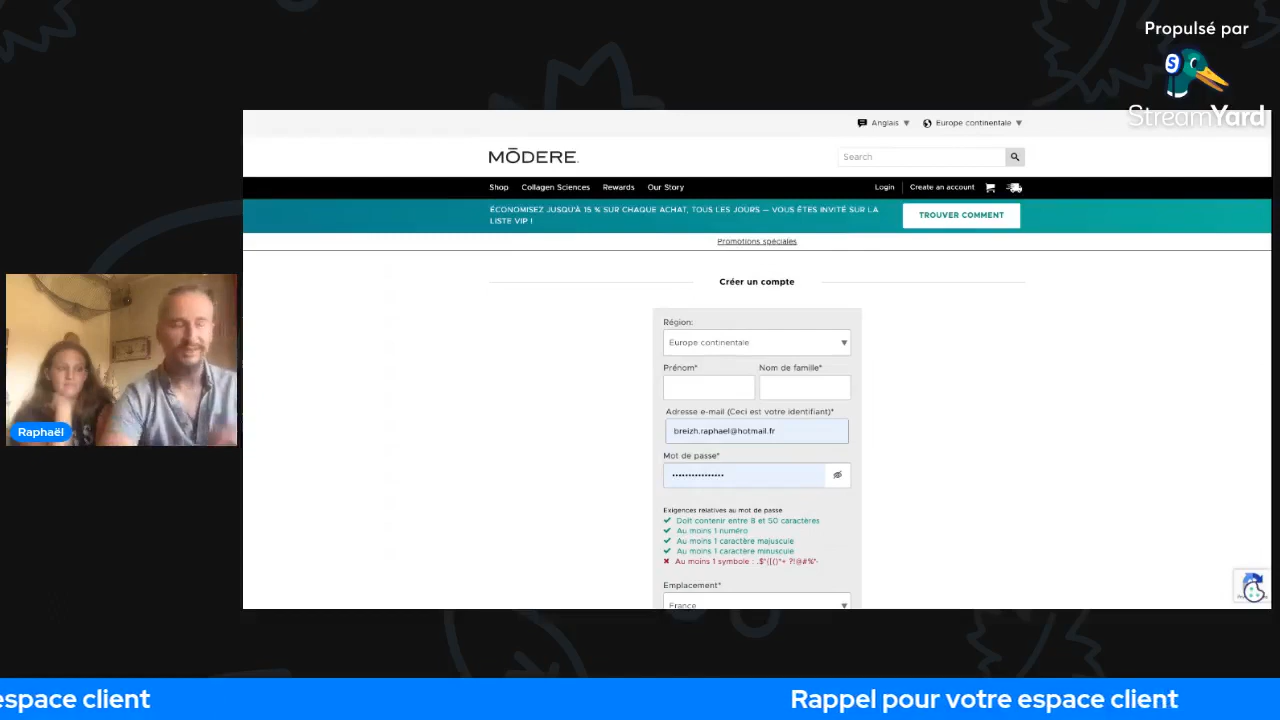 Propulsé par
StreamYard
Anglais
Europe continentale
MŌDERE
Search
Shop
Collagen Sciences
Rewards
Our Story
Login
Create an account
ÉCONOMISEZ JUSQU'À 15 % SUR CHAQUE ACHAT, TOUS LES JOURS — VOUS ÊTES INVITÉ SUR LA
LISTE VIP !
TROUVER COMMENT
Promotions spéciales
Créer un compte
Région:
Europe continentale
Prénom*
Nom de famille*
Adresse e-mail (Ceci est votre identifiant)*
breizh.raphael@hotmail.fr
Mot de passe*
Exigences relatives au mot de passe
Doit contenir entre 8 et 50 caractères
Au moins 1 numéro
Au moins 1 caractère majuscule
Au moins 1 caractère minuscule
Au moins 1 symbole :
Emplacement*
France
Raphaël
espace client
Rappel pour votre espace client